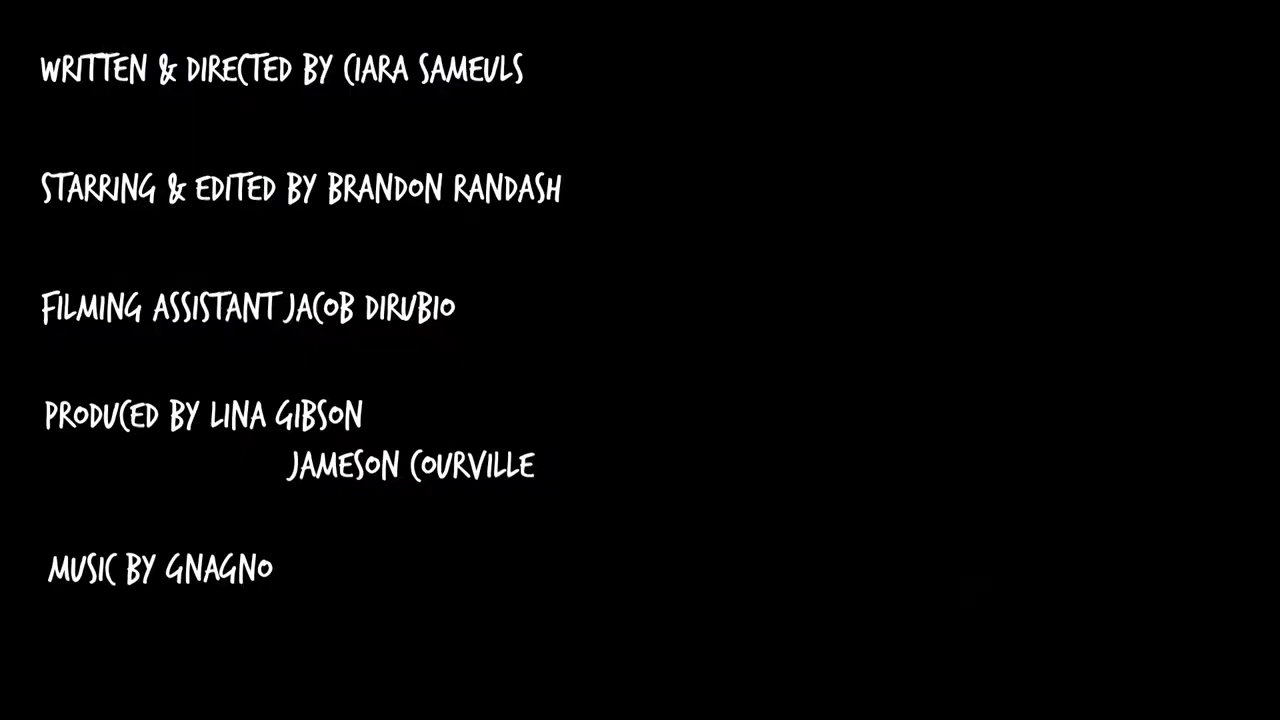 WRITTEN & DIRECTED BY CIARA SAMEULS
STARRING & EDITED BY BRANDON RANDASH
FILMING ASSISTANT JACOB DIRUBIO
PRODUCED BY LINA GIBSON
JAMESON COURVILLE
MUSIC BY GNAGNO